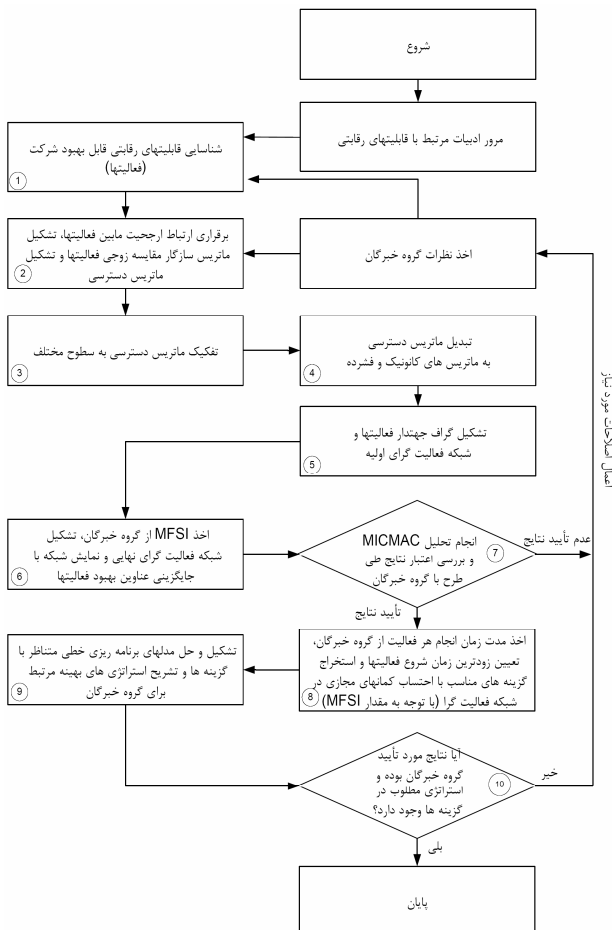 شروع
مرور ادبیات مرتبط با قابلیتهای رقابتی
شناسایی قابلیتهای رقابتی قابل بهبود شرکت
(فعالیتها)
1
اخذ نظرات گروه خبرگان
برقراری ارتباط ارجحیت مابین فعالیتها، تشکیل
ماتریس سازگار مقایسه زوجی فعالیتها و تشکیل
ماتریس دسترسی
2
تفکیک ماتریس دسترسی به سطوح مختلف
3
تبدیل ماتریس دسترسی
به ماتریس های کانونیک و فشرده
4
تشکیل گراف جهتدار فعالیتها و
شبکه فعالیت گرای اولیه
5
اخذ MFSI از گروه خبرگان، تشکیل
شبکه فعالیت گرای نهایی و نمایش شبکه با
جایگزینی عناوین بهبود فعالیتها
6
انجام تحلیل MICMAC
و بررسی اعتبار نتایج طی
طرح با گروه خبرگان
7
عدم تأیید نتایج
اعمال اصلاحات مورد نیاز
تأیید نتایج
اخذ مدت زمان انجام هر فعالیت از گروه خبرگان،
تعیین زودترین زمان شروع فعالیتها و استخراج
گزینه های مناسب با احتساب کمانهای مجازی در
شبکه فعالیت گرا (با توجه به مقدار MFSI)
8
تشکیل و حل مدلهای برنامه ریزی خطی متناظر با
گزینه ها و تشریح استراتژی های بهینه مرتبط
برای گروه خبرگان
9
آیا نتایج مورد تأیید
گروه خبرگان بوده و
استراتژی مطلوب در
گزینه ها وجود دارد؟
10
خیر
بلی
پایان